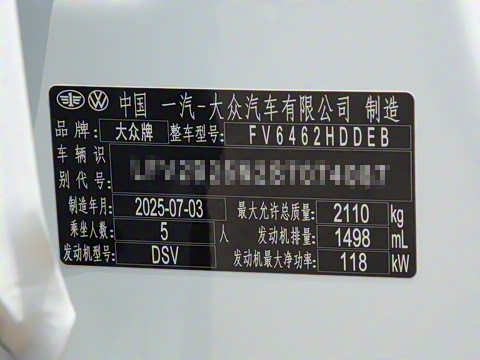 中国 一汽-大众汽车有限公司 制造
品牌: 大众牌 整车型号: FV6462HDDEB
车辆识
别代号:
制造年月: 2025-07-03 最大允许总质量: 2110 kg
乘坐人数: 5 人 发动机排量: 1498 mL
发动机型号: DSV 发动机最大净功率: 118 kW